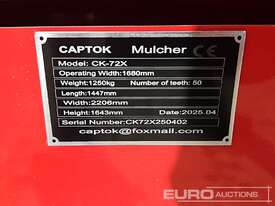 CAPTOK Mulcher CE
Model: CK-72X
Operating Width:1680mm
Weight:1250kg Number of teeth: 50
Length:1447mm
Width:2206mm
Height:1643mm Date:2025.04
Serial Number:CK72X250402
captok@foxmail.com
EURO AUCTIONS